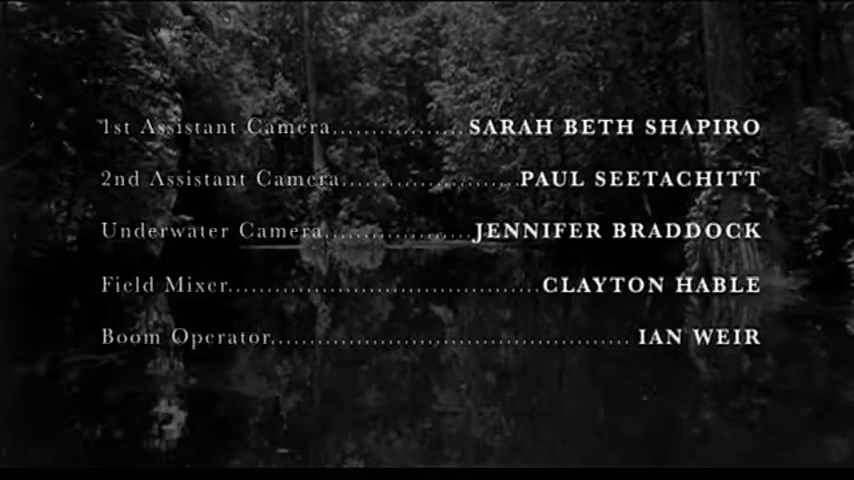 1st Assistant Camera.................SARAH BETH SHAPIRO
2nd Assistant Camera.......................PAUL SEETACHITT
Underwater Camera...................JENNIFER BRADDOCK
Field Mixer........................................CLAYTON HABLE
Boom Operator.............................................. IAN WEIR